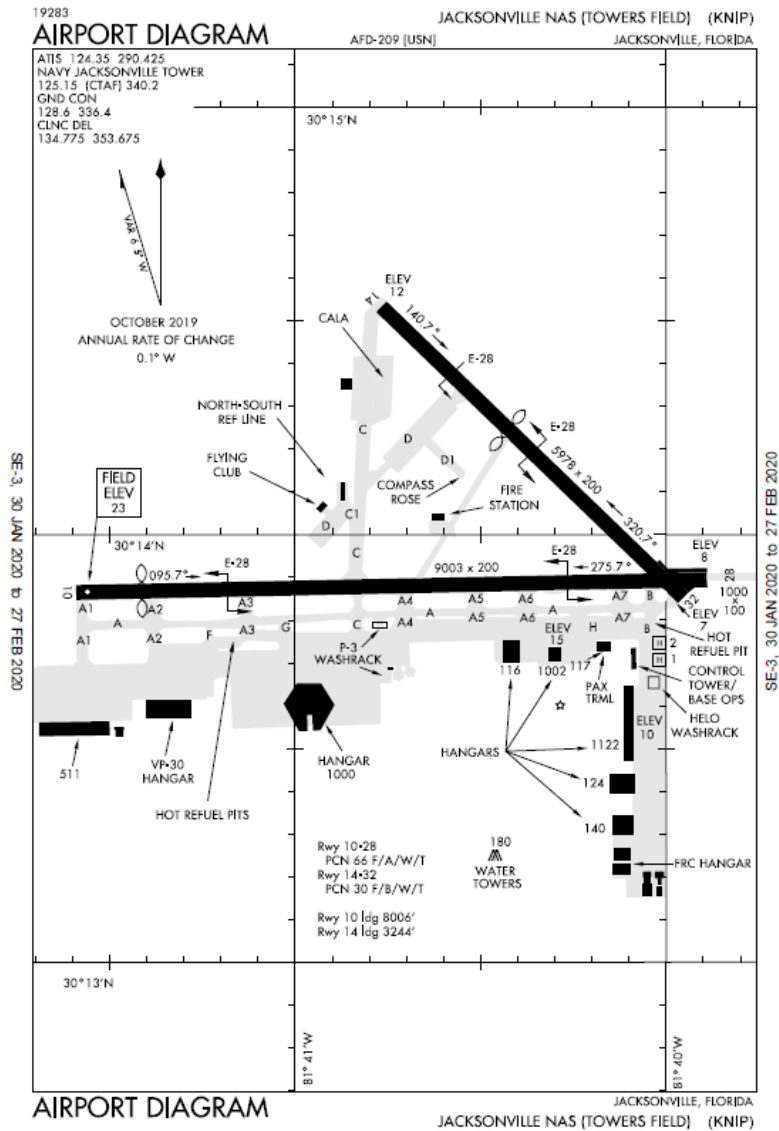 19283
AIRPORT DIAGRAM
AFD-209 (USN)
JACKSONVILLE NAS (TOWERS FIELD) (KNIP)
JACKSONVILLE, FLORIDA
ATIS 124.35 290.425
NAVY JACKSONVILLE TOWER
125.15 (CTAF) 340.2
GND CON
128.6 336.4
CLNC DEL
134.775 353.675
30° 15'N
VAR 6.5° W
OCTOBER 2019
ANNUAL RATE OF CHANGE
0.1° W
ELEV
12
14
140.7°
CALA
E-28
NORTH-SOUTH
REF LINE
C
D
E-28
5978 x 200
FLYING
CLUB
D1
COMPASS
ROSE
FIRE
STATION
FIELD
ELEV
23
C1
D
320.7°
30° 14'N
C
E-28
ELEV
8
095.7°
E-28
9003 x 200
275.7°
28
10
1000
x
100
32
A1
A2
A3
A4
A5
A6
A7
B
ELEV
7
A
A
A
A1
A2
F
A3
G
C
A4
A5
A6
ELEV
15
H
A7
B
HOT
REFUEL PIT
P-3
WASHRACK
H 2
H 1
116
1002
117
PAX
TRML
CONTROL
TOWER/
BASE OPS
HELO
WASHRACK
ELEV
10
511
VP-30
HANGAR
HANGAR
1000
HANGARS
1122
124
HOT REFUEL PITS
140
Rwy 10-28
PCN 66 F/A/W/T
Rwy 14-32
PCN 30 F/B/W/T
Rwy 10 ldg 8006'
Rwy 14 ldg 3244'
180
WATER
TOWERS
FRC HANGAR
30° 13'N
81° 41'W
81° 40'W
SE-3, 30 JAN 2020 to 27 FEB 2020
SE-3, 30 JAN 2020 to 27 FEB 2020
AIRPORT DIAGRAM
JACKSONVILLE, FLORIDA
JACKSONVILLE NAS (TOWERS FIELD) (KNIP)